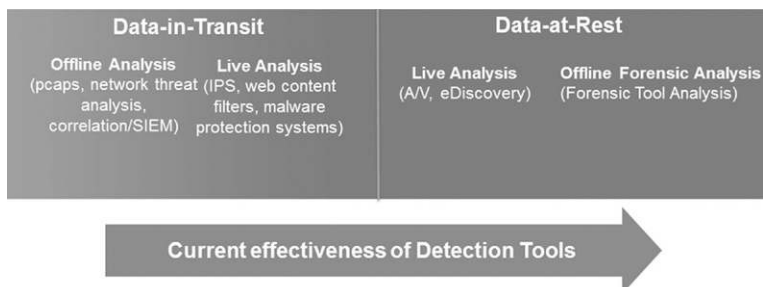 Data-in-Transit
Offline Analysis
(pcaps, network threat
analysis,
correlation/SIEM)
Live Analysis
(IPS, web content
filters, malware
protection systems)
Data-at-Rest
Live Analysis
(A/V, eDiscovery)
Offline Forensic Analysis
(Forensic Tool Analysis)
Current effectiveness of Detection Tools